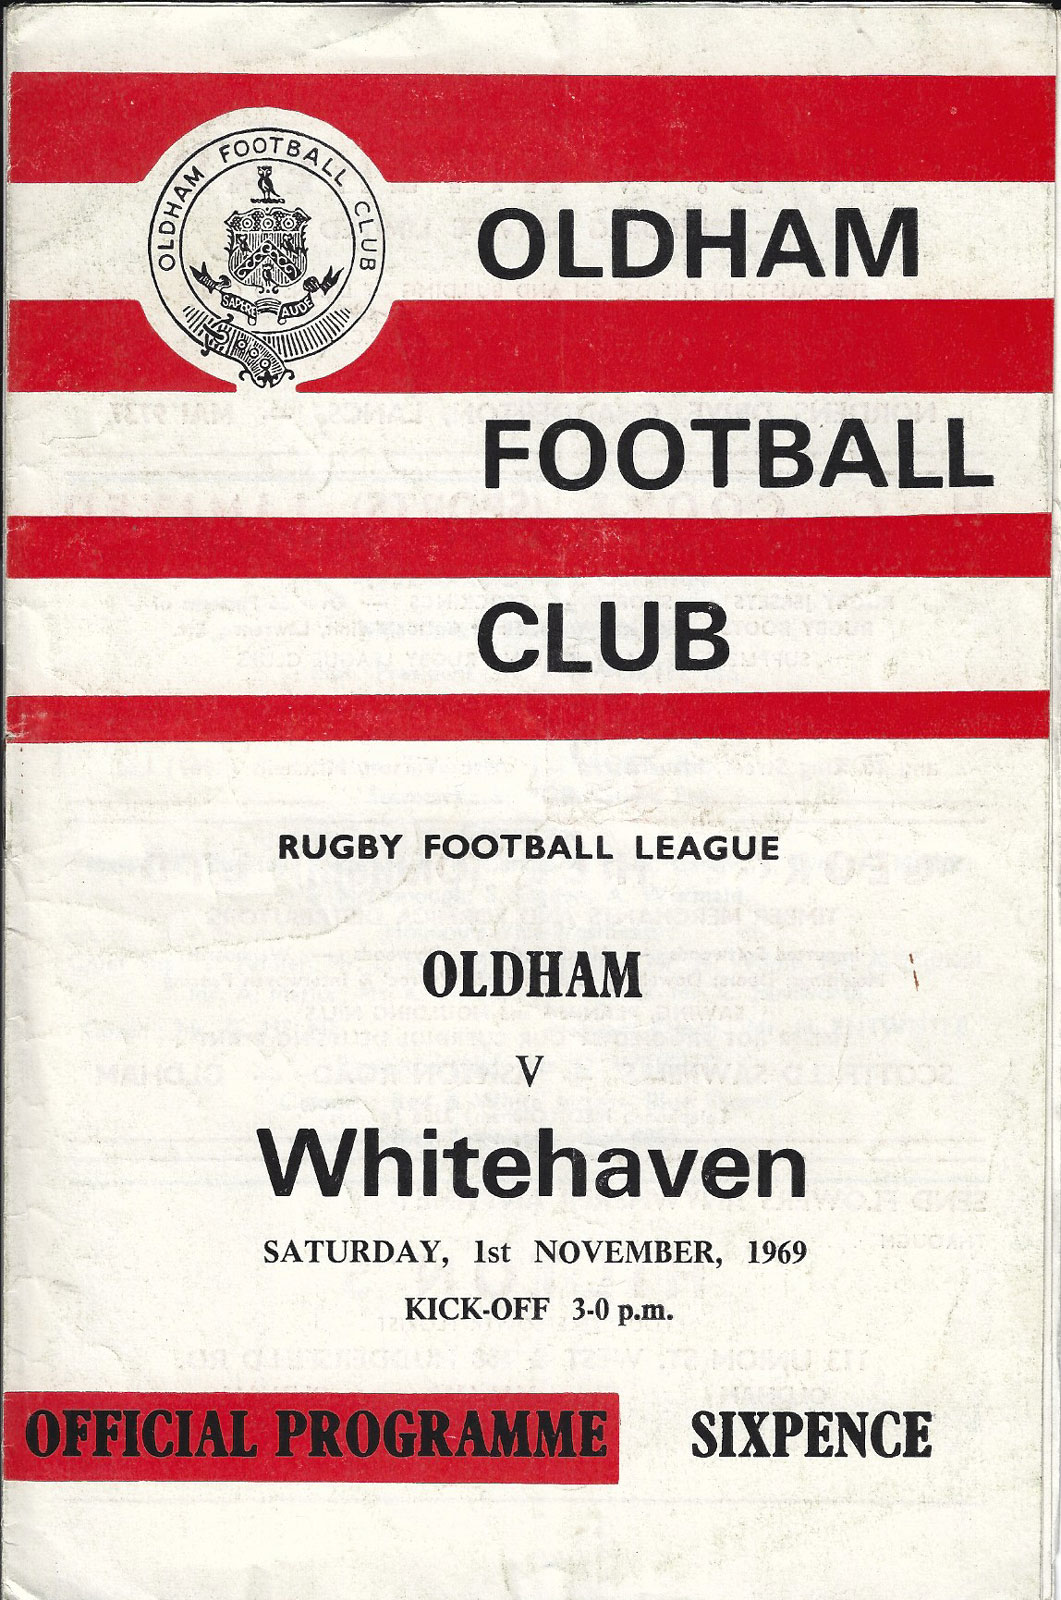 OLDHAM FOOTBALL CLUB
SAPERE AUDE
OLDHAM
FOOTBALL
CLUB
RUGBY FOOTBALL LEAGUE
OLDHAM
V
Whitehaven
SATURDAY, 1st NOVEMBER, 1969
KICK-OFF 3-0 p.m.
OFFICIAL PROGRAMME
SIXPENCE